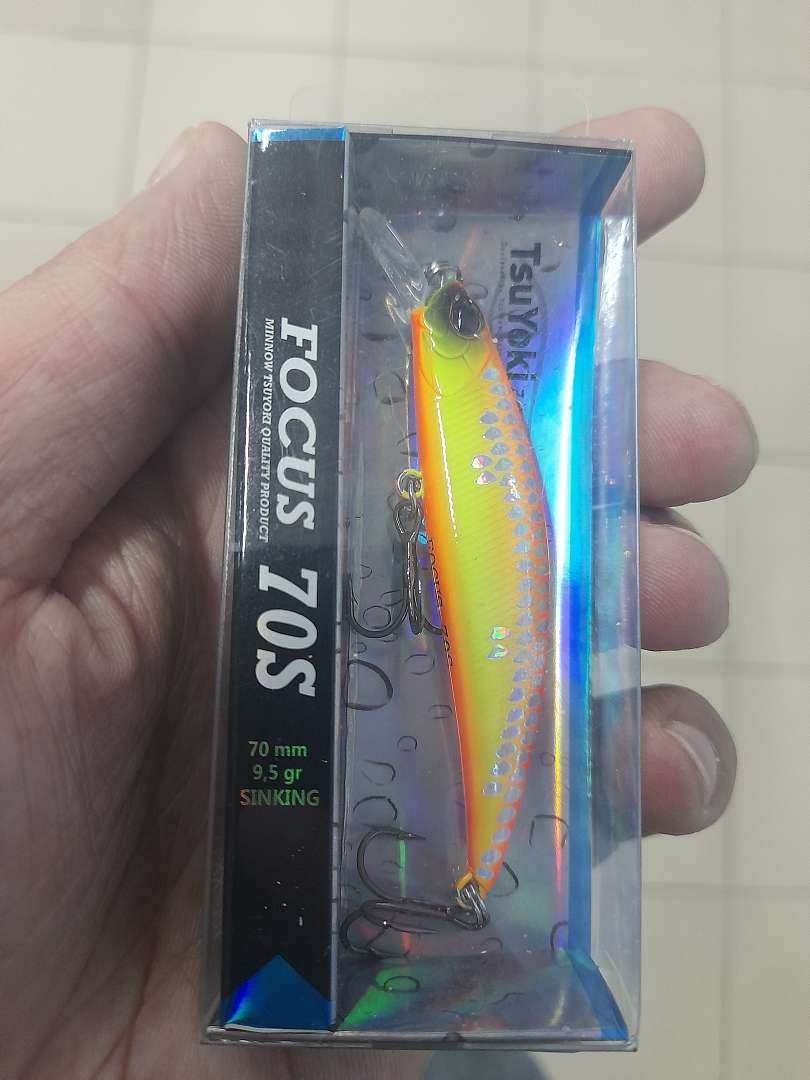 FOCUS 70S
MINNOW TSUYOKI QUALITY PRODUCT
70 mm
9,5 gr
SINKING
TsuYoki